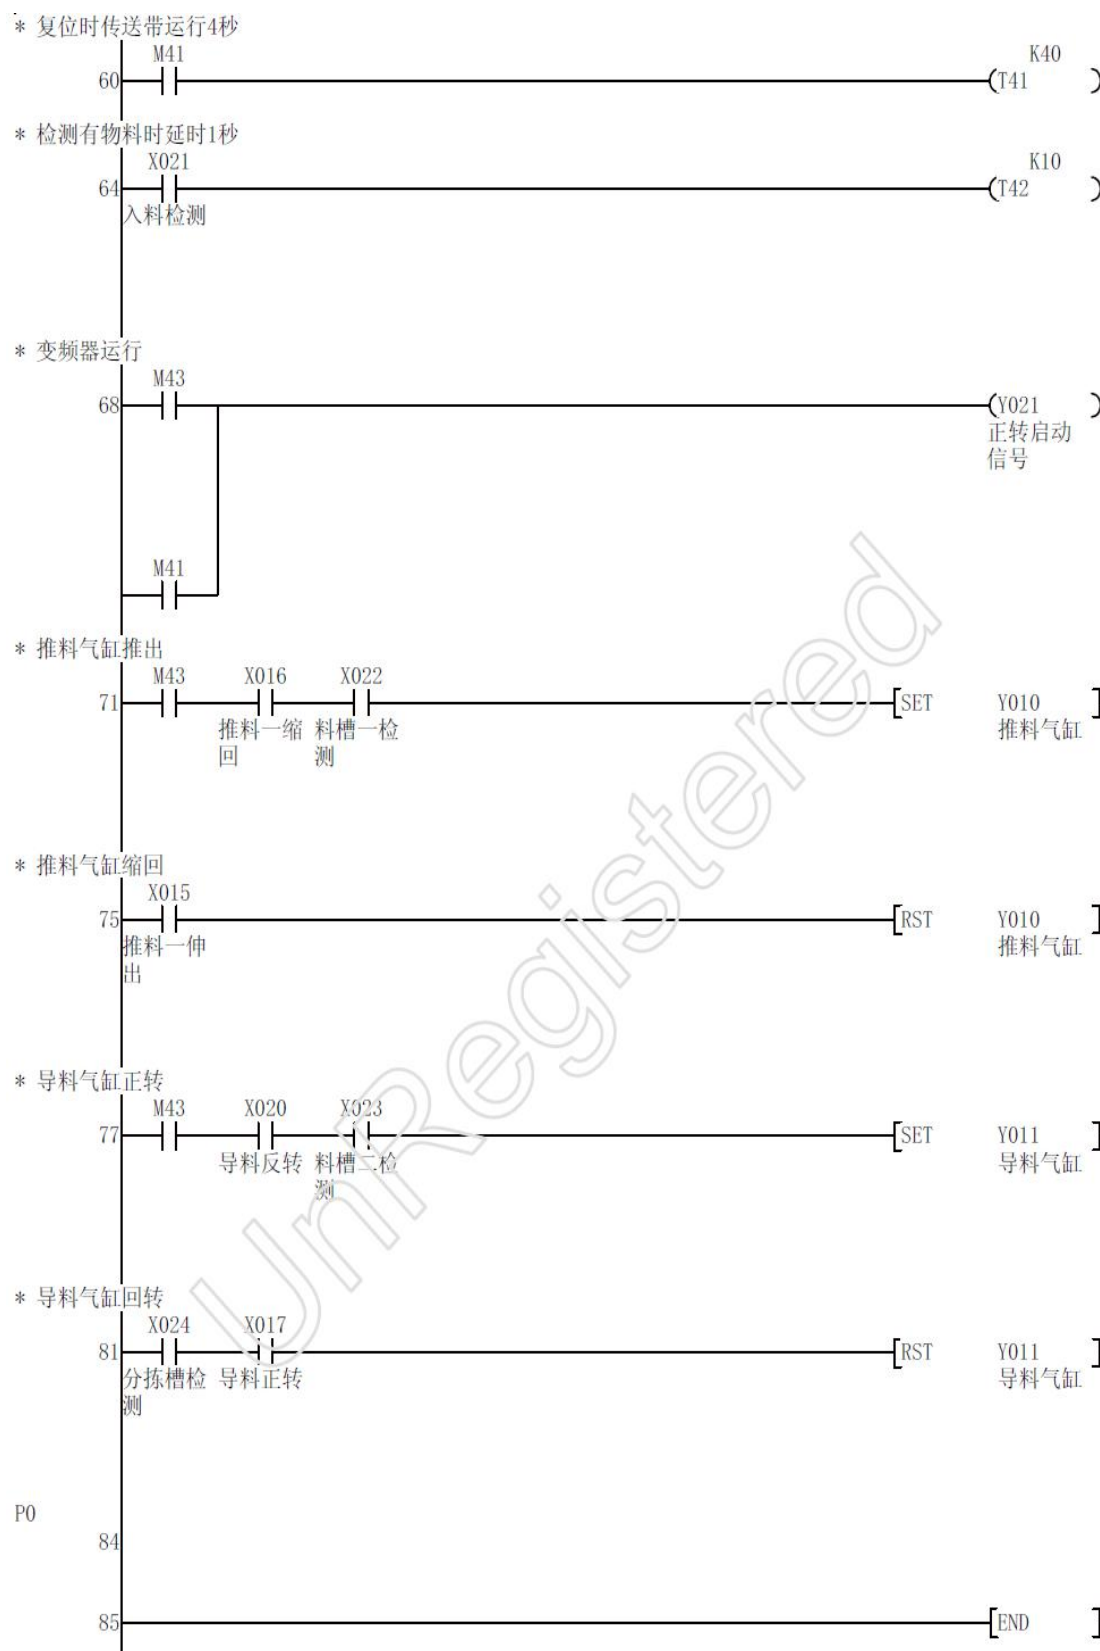 * 复位时传送带运行4秒
M41 K40
60 (T41 )
* 检测有物料时延时1秒
X021 K10
64 (T42 )
入料检测
* 变频器运行
M43
68 (Y021 )
正转启动
信号
M41
* 推料气缸推出
M43 X016 X022
71 [SET Y010 ]
推料一缩 料槽一检 推料气缸
回 测
* 推料气缸缩回
X015
75 [RST Y010 ]
推料一伸 推料气缸
出
* 导料气缸正转
M43 X020 X023
77 [SET Y011 ]
导料反转 料槽二检 导料气缸
测
* 导料气缸回转
X024 X017
81 [RST Y011 ]
分拣槽检 导料正转 导料气缸
测
P0
84
85 [END ]
UnRegistered